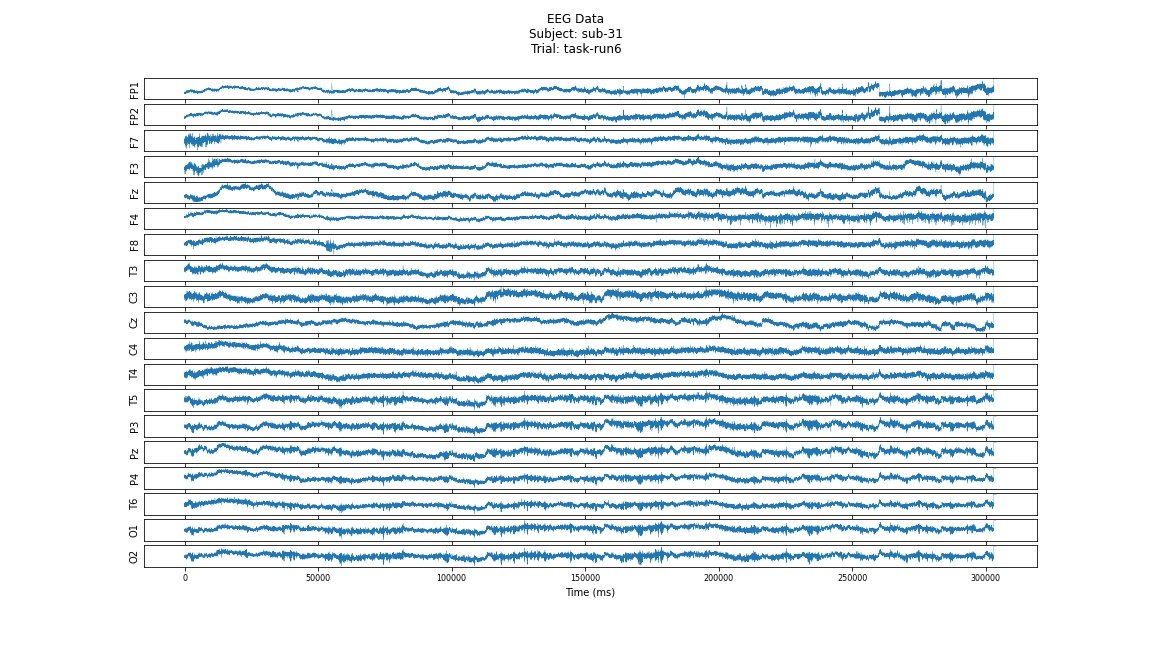 EEG Data
Subject: sub-31
Trial: task-run6
FP1
FP2
F7
F3
Fz
F4
F8
T3
C3
Cz
C4
T4
T5
P3
Pz
P4
T6
O1
O2
0 50000 100000 150000 200000 250000 300000
Time (ms)